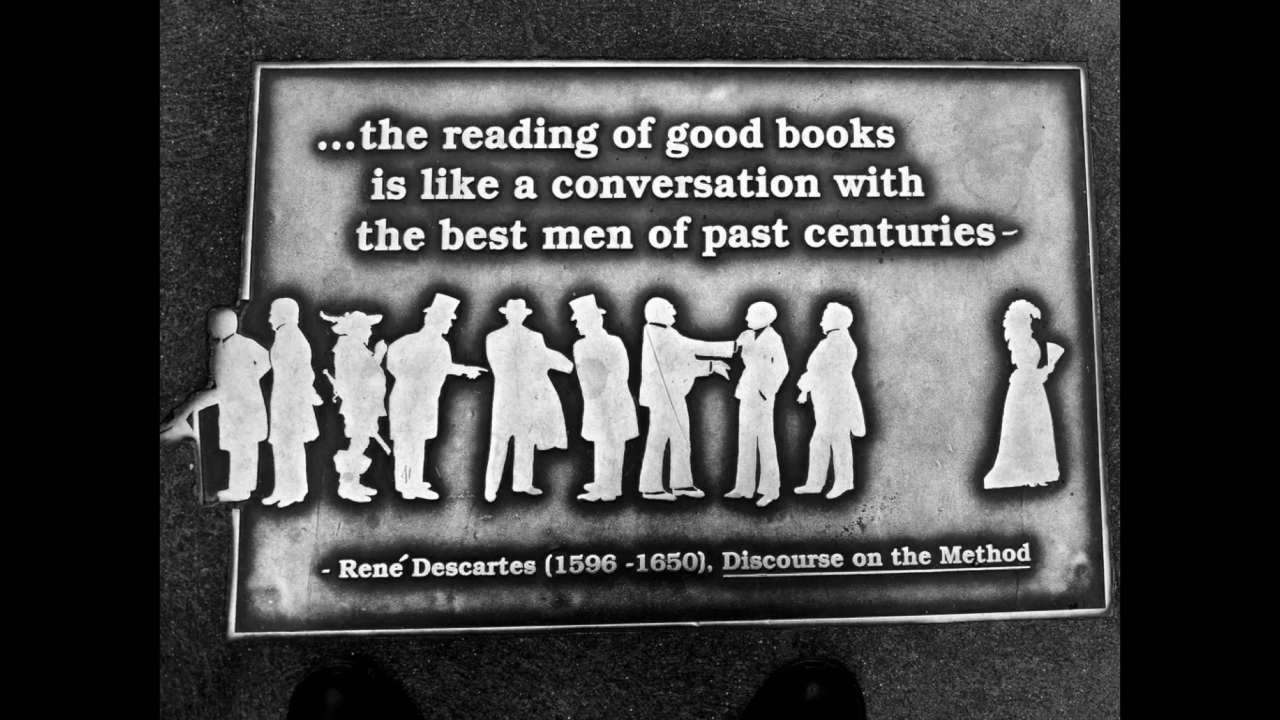 ...the reading of good books
is like a conversation with
the best men of past centuries-
- René Descartes (1596 -1650), Discourse on the Method